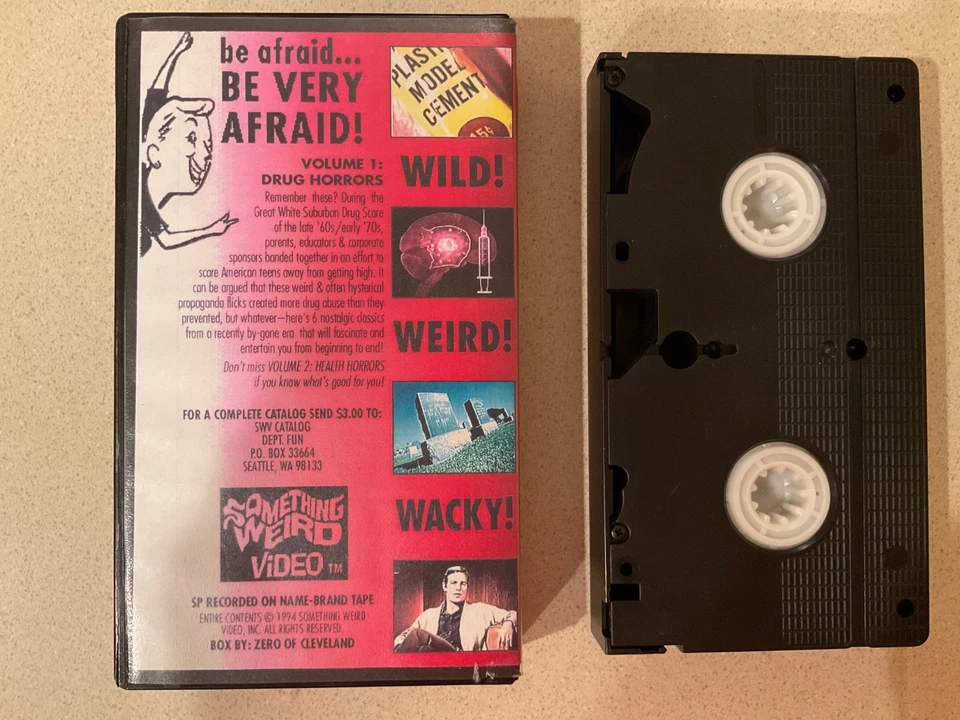 be afraid...
BE VERY
AFRAID!
VOLUME 1:
DRUG HORRORS
Remember these? During the
Great White Suburban Drug Scare
of the late '60s/early '70s,
parents, educators & corporate
sponsors banded together in an effort to
scare American teens away from getting high. It
can be argued that these weird & often hysterical
propaganda flicks created more drug abuse than they
prevented, but whatever—here's 6 nostalgic classics
from a recently by-gone era that will fascinate and
entertain you from beginning to end!
Don't miss VOLUME 2: HEALTH HORRORS
if you know what's good for you!
FOR A COMPLETE CATALOG SEND $3.00 TO:
SWV CATALOG
DEPT. FUN
P.O. BOX 33664
SEATTLE, WA 98133
SOMETHING
WEIRD
ViDEO TM
SP RECORDED ON NAME-BRAND TAPE
ENTIRE CONTENTS © 1994 SOMETHING WEIRD
VIDEO, INC. ALL RIGHTS RESERVED.
BOX BY: ZERO OF CLEVELAND
PLASTI
MODEL
CEMENT
15¢
WILD!
WEIRD!
WACKY!